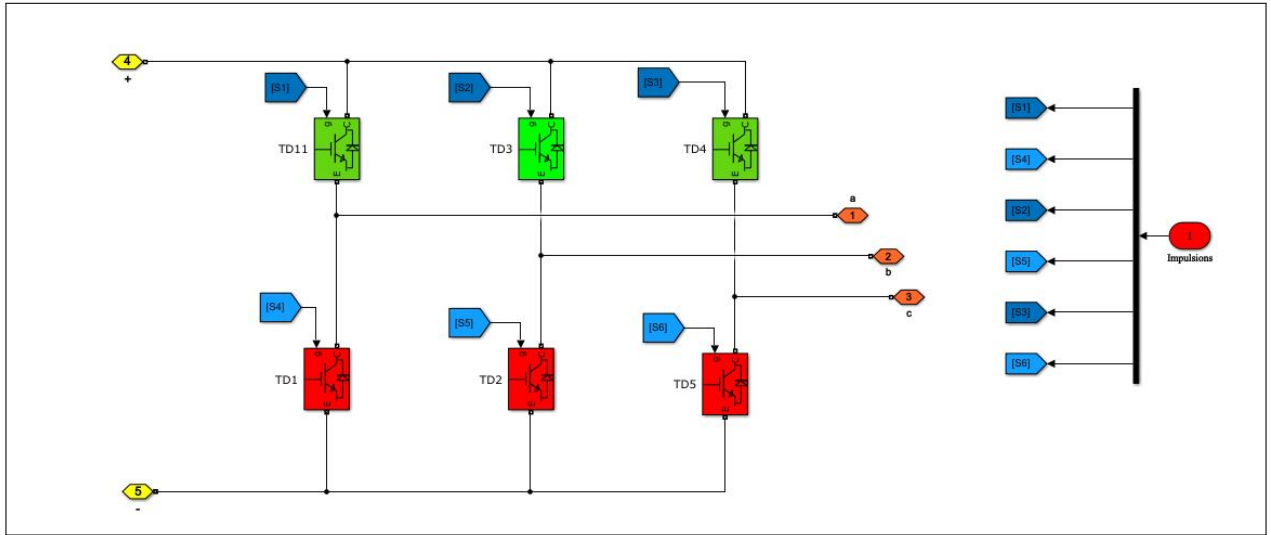 4
+
[S1]
[S2]
[S3]
g C
g C
g C
TD11
TD3
TD4
E
E
E
a
1
2
b
3
c
[S4]
[S5]
[S6]
g C
g C
g C
TD1
TD2
TD5
E
E
E
5
-
[S1]
[S4]
[S2]
[S5]
[S3]
[S6]
Impulsions